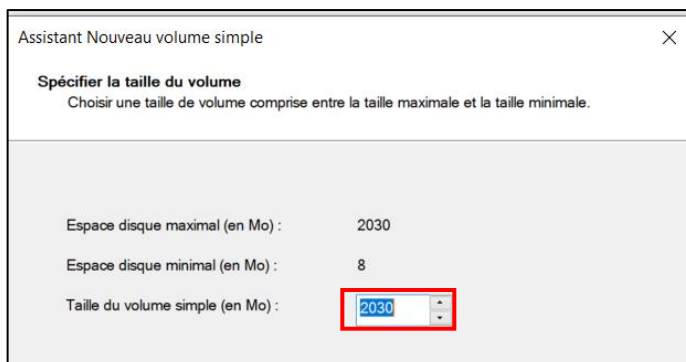 Assistant Nouveau volume simple
Spécifier la taille du volume
Choisir une taille de volume comprise entre la taille maximale et la taille minimale.
Espace disque maximal (en Mo) : 2030
Espace disque minimal (en Mo) : 8
Taille du volume simple (en Mo) : 2030